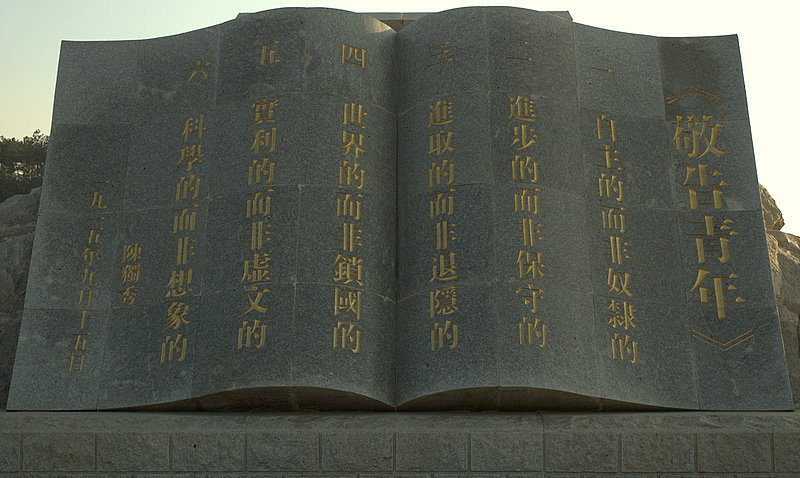 《敬告青年》
一 自主的而非奴隸的
二 進步的而非保守的
三 進取的而非退隱的
四 世界的而非鎖國的
五 實利的而非虛文的
六 科學的而非想象的
陳獨秀
一九一五年九月十五日